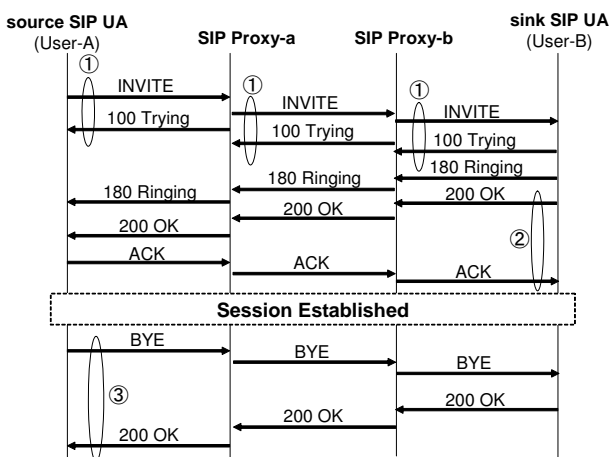 source SIP UA
(User-A)
SIP Proxy-a
SIP Proxy-b
sink SIP UA
(User-B)
①
INVITE
①
INVITE
①
INVITE
100 Trying
100 Trying
100 Trying
180 Ringing
180 Ringing
180 Ringing
200 OK
200 OK
200 OK
②
ACK
ACK
ACK
Session Established
BYE
BYE
BYE
③
200 OK
200 OK
200 OK